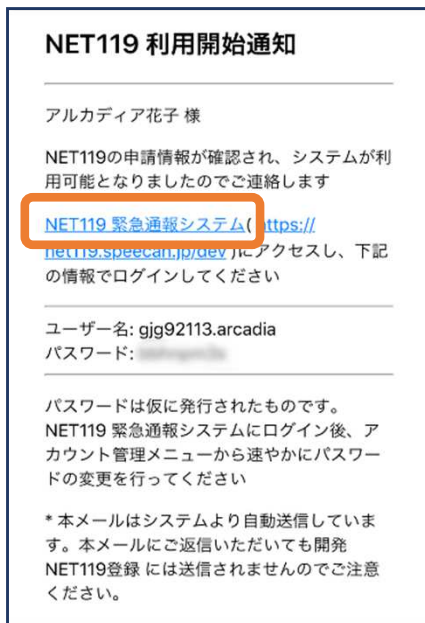 NET119 利用開始通知
アルカディア花子 様
NET119の申請情報が確認され、システムが利
用可能となりましたのでご連絡します
NET119 緊急通報システム( https://
net119.speecan.jp/dev )にアクセスし、下記
の情報でログインしてください
ユーザー名: gjg92113.arcadia
パスワード:
パスワードは仮に発行されたものです。
NET119 緊急通報システムにログイン後、ア
カウント管理メニューから速やかにパスワー
ドの変更を行ってください
* 本メールはシステムより自動送信していま
す。本メールにご返信いただいても開発
NET119登録 には送信されませんのでご注意
ください。